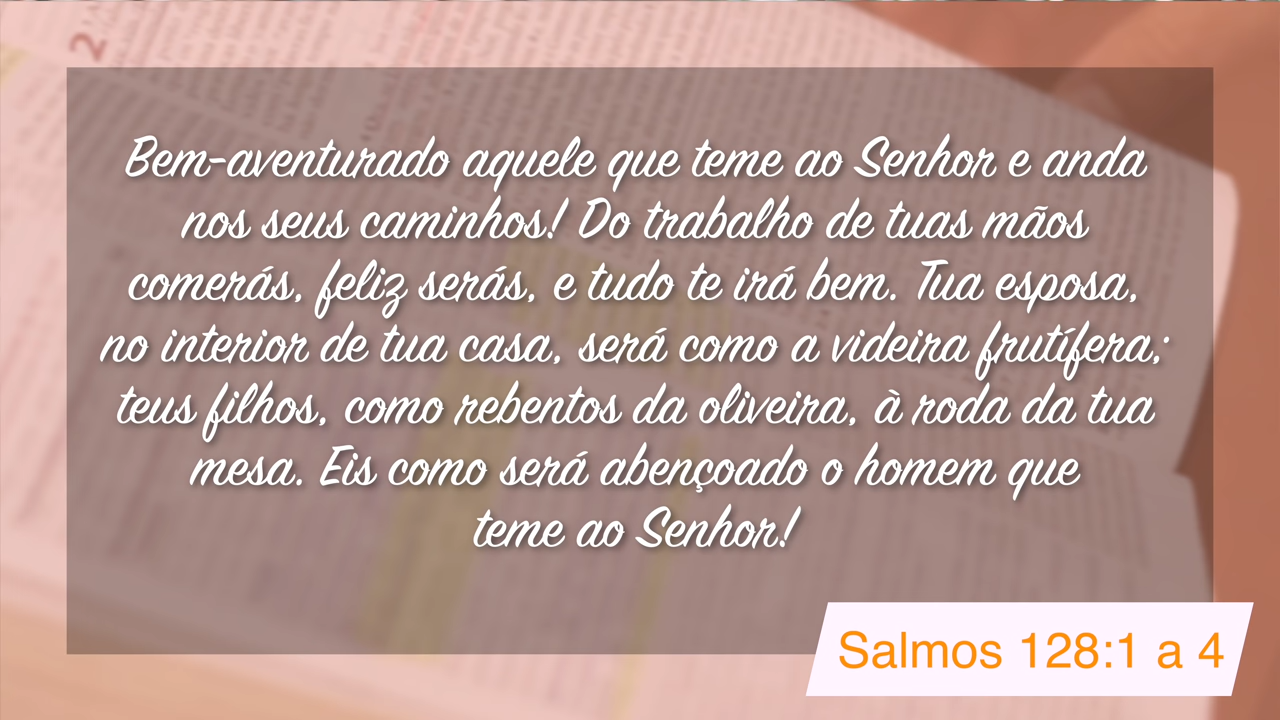 2
Bem-aventurado aquele que teme ao Senhor e anda
nos seus caminhos! Do trabalho de tuas mãos
comerás, feliz serás, e tudo te irá bem. Tua esposa,
no interior de tua casa, será como a videira frutífera;
teus filhos, como rebentos da oliveira, à roda da tua
mesa. Eis como será abençoado o homem que
teme ao Senhor!
Salmos 128:1 a 4